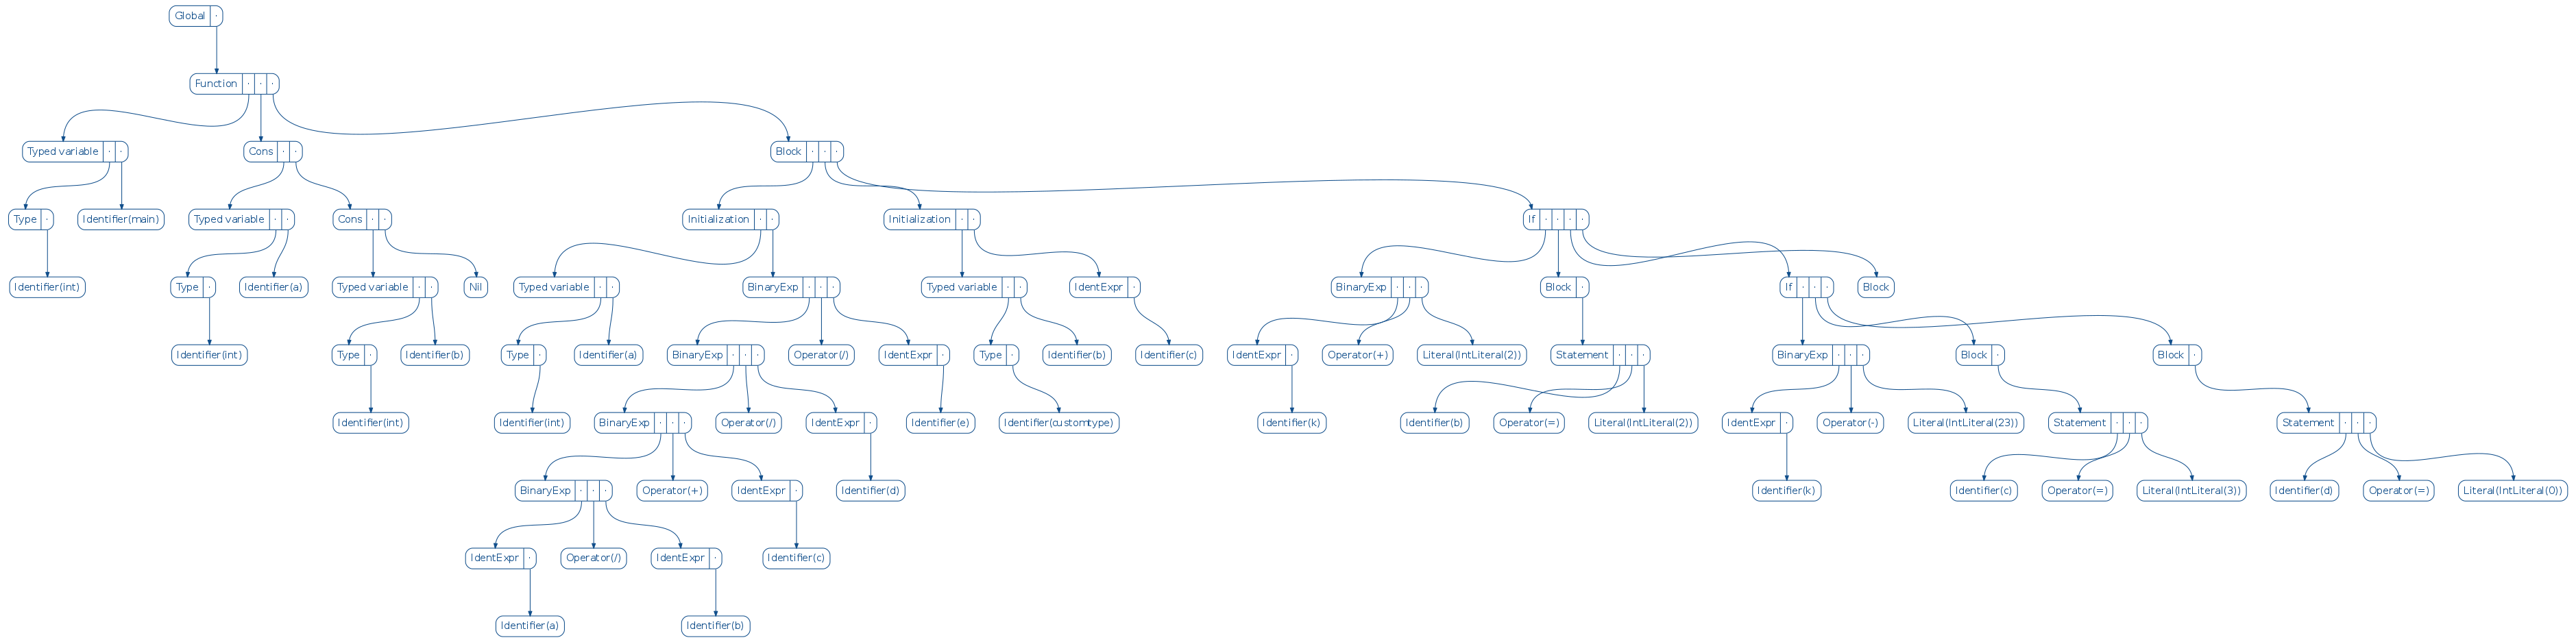 Global
Function
Typed variable Cons Block
Type Identifier(main) Typed variable Cons Initialization Initialization If
Identifier(int) Type Identifier(a) Typed variable Nil Typed variable BinaryExp Typed variable IdentExpr BinaryExp Block If Block
Identifier(int) Type Identifier(b) Type Identifier(a) BinaryExp Operator(/) IdentExpr Type Identifier(b) Identifier(c) IdentExpr Operator(+) Literal(IntLiteral(2)) Statement BinaryExp Block Block
Identifier(int) Identifier(int) BinaryExp Operator(/) IdentExpr Identifier(e) Identifier(customtype) Identifier(k) Identifier(b) Operator(=) Literal(IntLiteral(2)) IdentExpr Operator(-) Literal(IntLiteral(23)) Statement Statement
BinaryExp Operator(+) IdentExpr Identifier(d) Identifier(k) Identifier(c) Operator(=) Literal(IntLiteral(3)) Identifier(d) Operator(=) Literal(IntLiteral(0))
IdentExpr Operator(/) IdentExpr Identifier(c)
Identifier(a) Identifier(b)